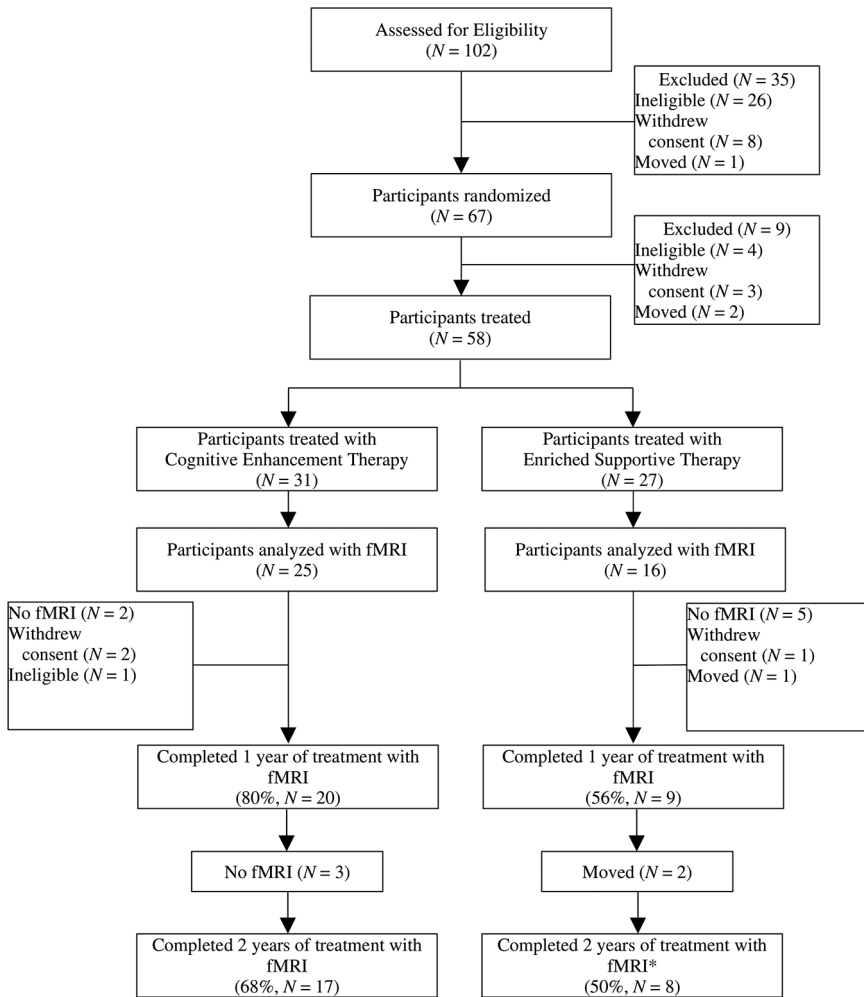 Assessed for Eligibility
(N = 102)
Excluded (N = 35)
Ineligible (N = 26)
Withdrew
consent (N = 8)
Moved (N = 1)
Participants randomized
(N = 67)
Excluded (N = 9)
Ineligible (N = 4)
Withdrew
consent (N = 3)
Moved (N = 2)
Participants treated
(N = 58)
Participants treated with
Cognitive Enhancement Therapy
(N = 31)
Participants treated with
Enriched Supportive Therapy
(N = 27)
Participants analyzed with fMRI
(N = 25)
Participants analyzed with fMRI
(N = 16)
No fMRI (N = 2)
Withdrew
consent (N = 2)
Ineligible (N = 1)
No fMRI (N = 5)
Withdrew
consent (N = 1)
Moved (N = 1)
Completed 1 year of treatment with
fMRI
(80%, N = 20)
Completed 1 year of treatment with
fMRI
(56%, N = 9)
No fMRI (N = 3)
Moved (N = 2)
Completed 2 years of treatment with
fMRI
(68%, N = 17)
Completed 2 years of treatment with
fMRI*
(50%, N = 8)